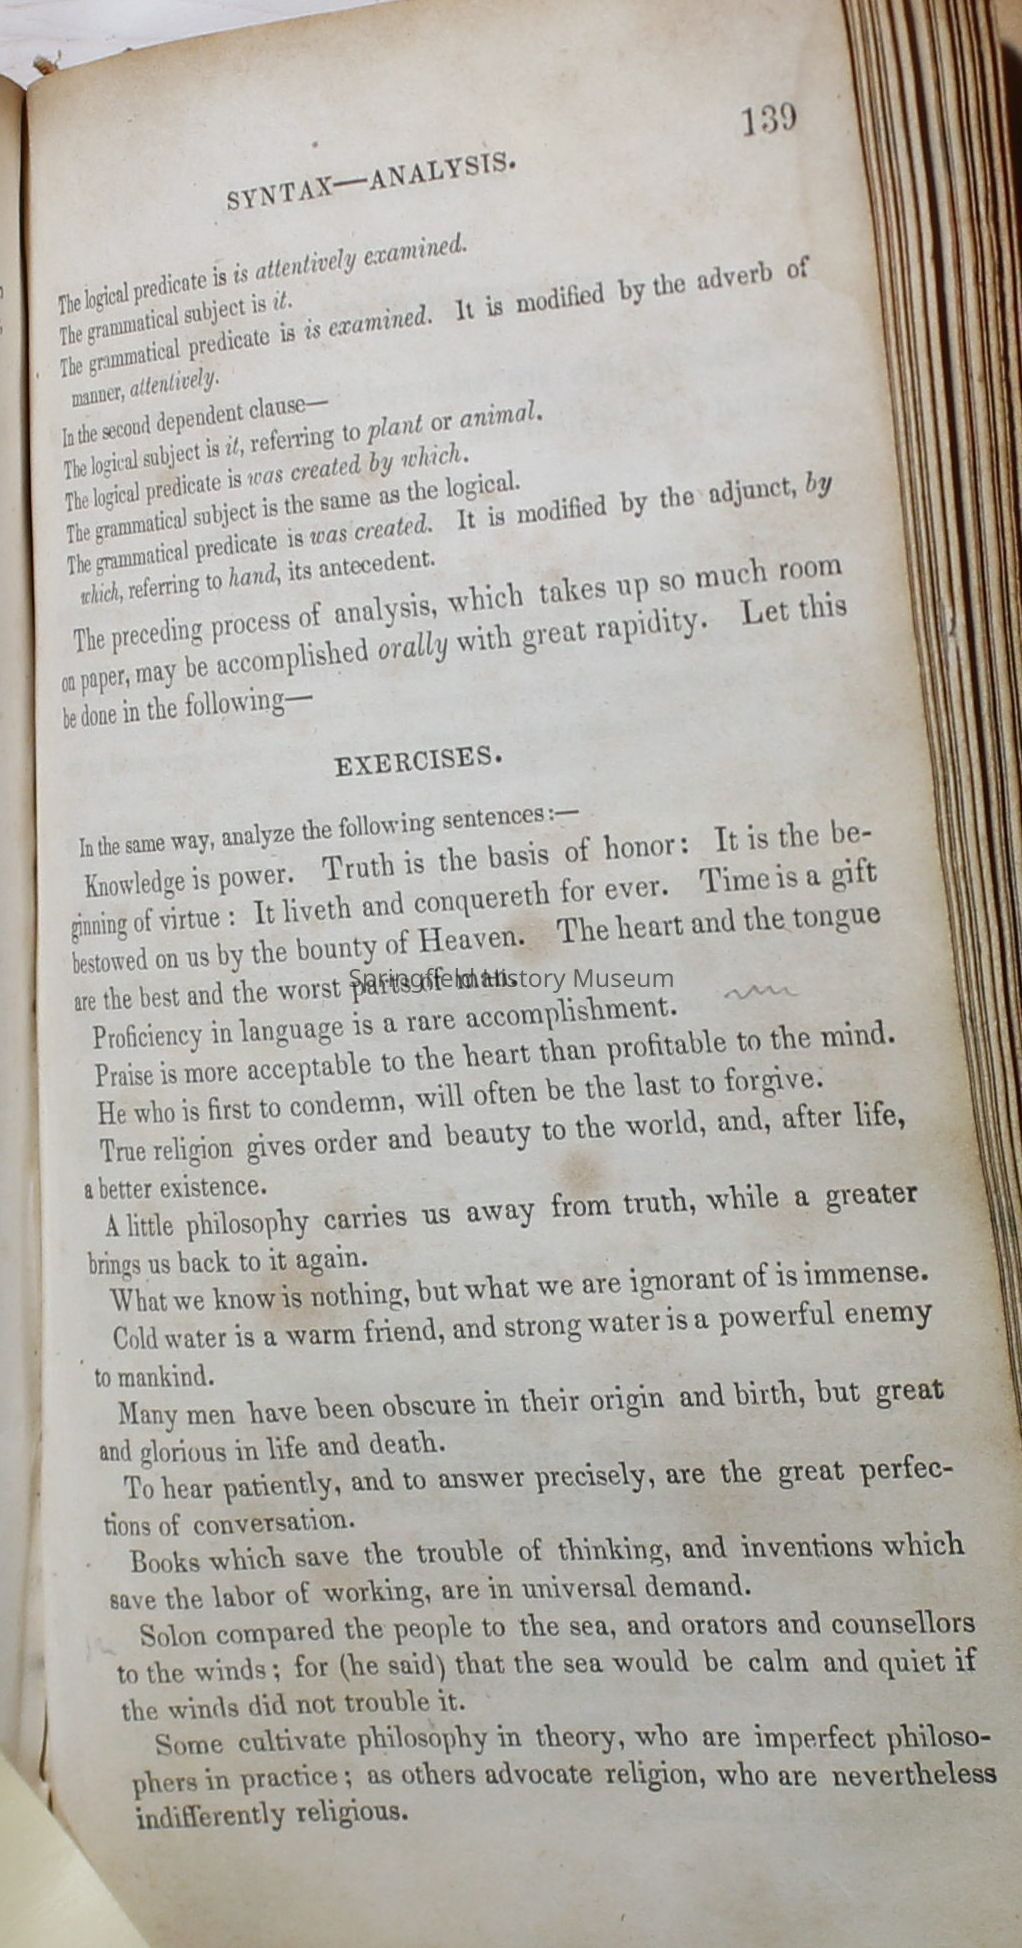 139
SYNTAX—ANALYSIS.
The logical predicate is is attentively examined.
The grammatical subject is it.
The grammatical predicate is is examined. It is modified by the adverb of
manner, attentively.
In the second dependent clause—
The logical subject is it, referring to plant or animal.
The logical predicate is was created by which.
The grammatical subject is the same as the logical.
The grammatical predicate is was created. It is modified by the adjunct, by
which, referring to hand, its antecedent.
The preceding process of analysis, which takes up so much room
on paper, may be accomplished orally with great rapidity. Let this
be done in the following—
EXERCISES.
In the same way, analyze the following sentences:—
Knowledge is power. Truth is the basis of honor: It is the be-
ginning of virtue : It liveth and conquereth for ever. Time is a gift
bestowed on us by the bounty of Heaven. The heart and the tongue
are the best and the worst parts of man.
Springfield History Museum
Proficiency in language is a rare accomplishment.
Praise is more acceptable to the heart than profitable to the mind.
He who is first to condemn, will often be the last to forgive.
True religion gives order and beauty to the world, and, after life,
a better existence.
A little philosophy carries us away from truth, while a greater
brings us back to it again.
What we know is nothing, but what we are ignorant of is immense.
Cold water is a warm friend, and strong water is a powerful enemy
to mankind.
Many men have been obscure in their origin and birth, but great
and glorious in life and death.
To hear patiently, and to answer precisely, are the great perfec-
tions of conversation.
Books which save the trouble of thinking, and inventions which
save the labor of working, are in universal demand.
Solon compared the people to the sea, and orators and counsellors
to the winds; for (he said) that the sea would be calm and quiet if
the winds did not trouble it.
Some cultivate philosophy in theory, who are imperfect philoso-
phers in practice; as others advocate religion, who are nevertheless
indifferently religious.